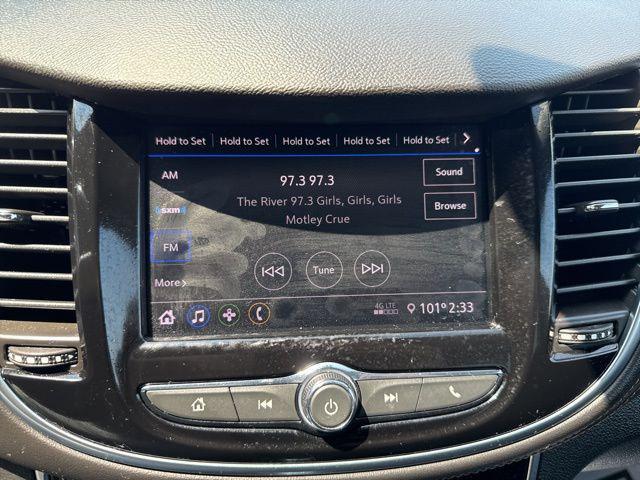 Hold to Set Hold to Set Hold to Set Hold to Set Hold to Set >
AM
97.3 97.3
Sound
The River 97.3 Girls, Girls, Girls
Motley Crue
((sxm))
Browse
FM
Tune
More>
4G LTE
101° 2:33